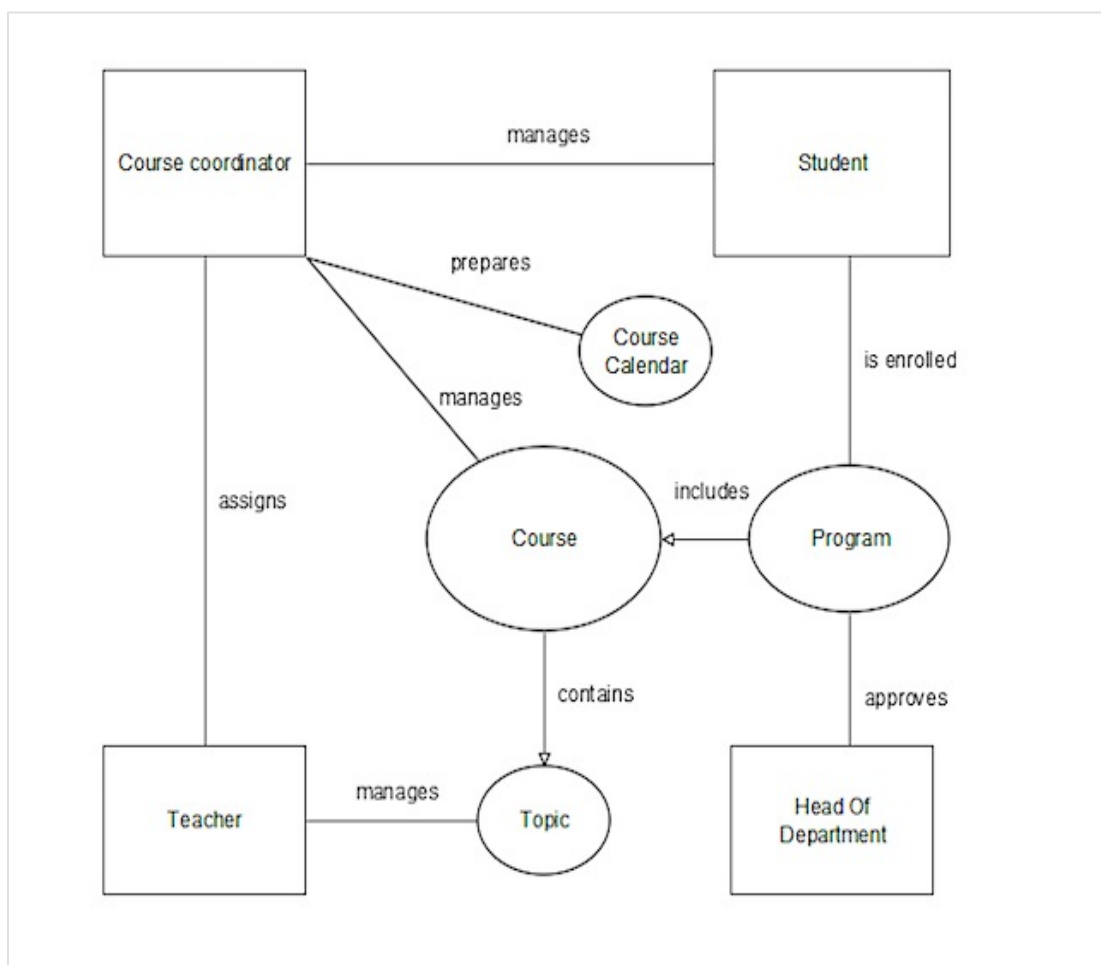 manages
Course coordinator
Student
prepares
Course
Calendar
is enrolled
manages
includes
assigns
Course
Program
contains
approves
manages
Teacher
Topic
Head Of
Department